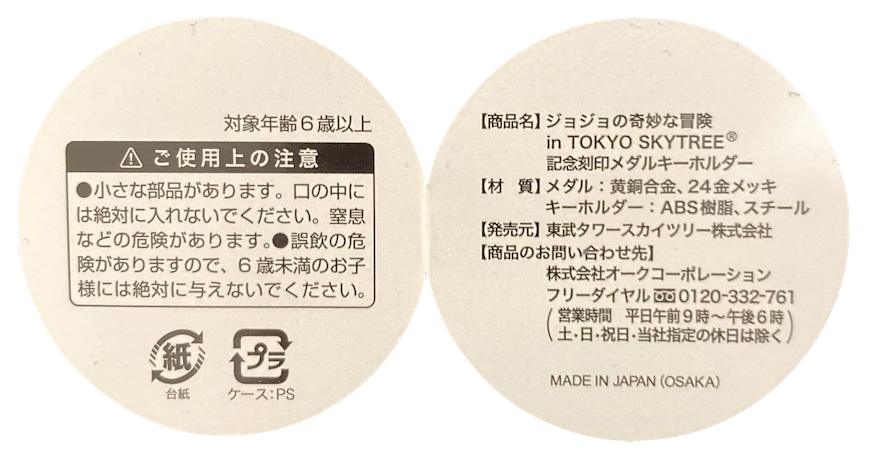 対象年齢6歳以上
⚠ご使用上の注意
●小さな部品があります。口の中に
は絶対に入れないでください。窒息
などの危険があります。●誤飲の危
険がありますので、6歳未満のお子
様には絶対に与えないでください。
紙
プラ
台紙
ケース:PS
【商品名】ジョジョの奇妙な冒険
in TOKYO SKYTREE®
記念刻印メダルキーホルダー
【材 質】メダル:黄銅合金、24金メッキ
キーホルダー:ABS樹脂、スチール
【発売元】東武タワースカイツリー株式会社
【商品のお問い合わせ先】
株式会社オークコーポレーション
フリーダイヤル 0120-332-761
(営業時間 平日午前9時〜午後6時
土・日・祝日・当社指定の休日は除く)
MADE IN JAPAN (OSAKA)